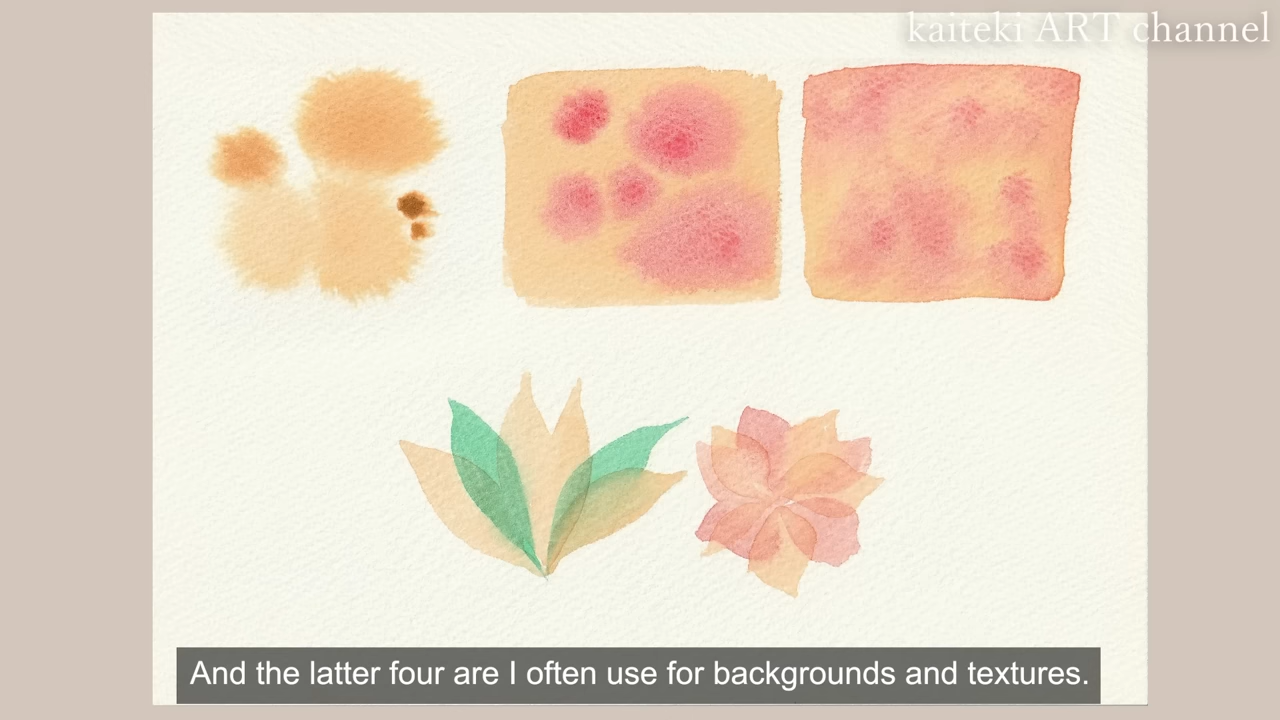 kaiteki ART channel
And the latter four are I often use for backgrounds and textures.